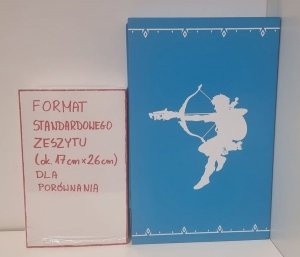 FORMAT
STANDARDOWEGO
ZESZYTU
(ok. 17cm×26cm)
DLA
PORÓWNANIA